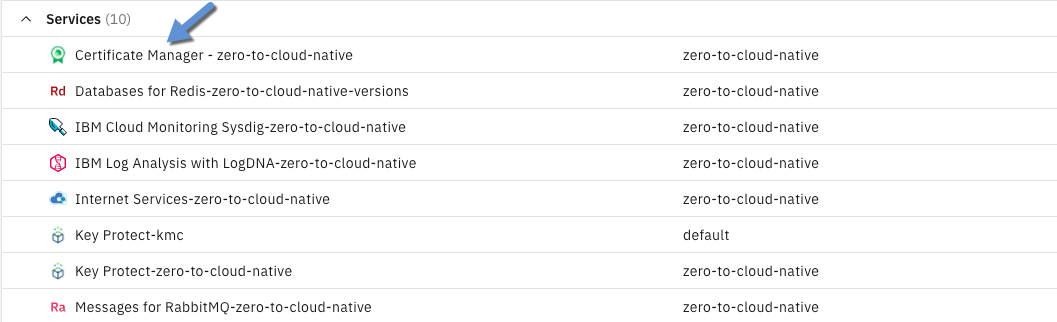 Services (10)
Certificate Manager - zero-to-cloud-native zero-to-cloud-native
Rd Databases for Redis-zero-to-cloud-native-versions zero-to-cloud-native
IBM Cloud Monitoring Sysdig-zero-to-cloud-native zero-to-cloud-native
IBM Log Analysis with LogDNA-zero-to-cloud-native zero-to-cloud-native
Internet Services-zero-to-cloud-native zero-to-cloud-native
Key Protect-kmc default
Key Protect-zero-to-cloud-native zero-to-cloud-native
Ra Messages for RabbitMQ-zero-to-cloud-native zero-to-cloud-native